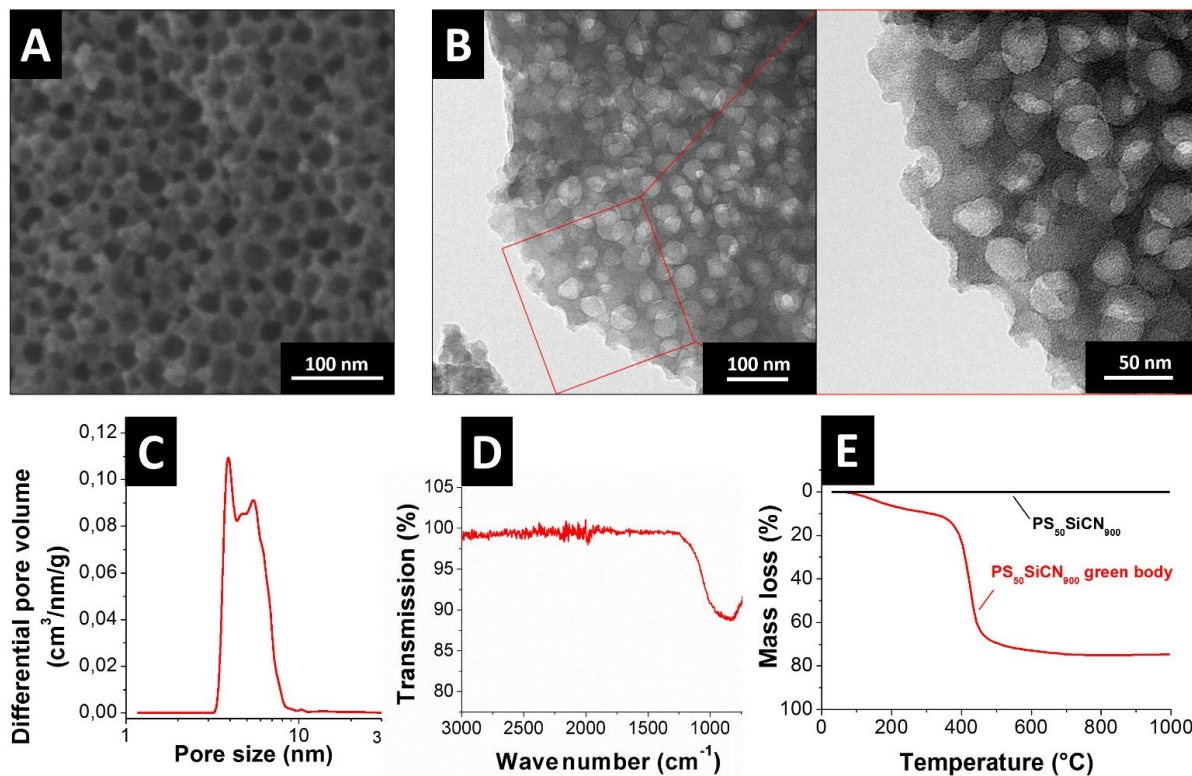 A
100 nm
B
100 nm
50 nm
C
Differential pore volume
(cm³/nm/g)
0,12
0,10
0,08
0,06
0,04
0,02
0,00
1
10
3
Pore size (nm)
D
Transmission (%)
105
100
95
90
85
80
3000
2500
2000
1500
1000
Wavenumber (cm⁻¹)
E
Mass loss (%)
0
20
40
60
80
100
PS₅₀SiCN₉₀₀
PS₅₀SiCN₉₀₀ green body
0
200
400
600
800
1000
Temperature (°C)